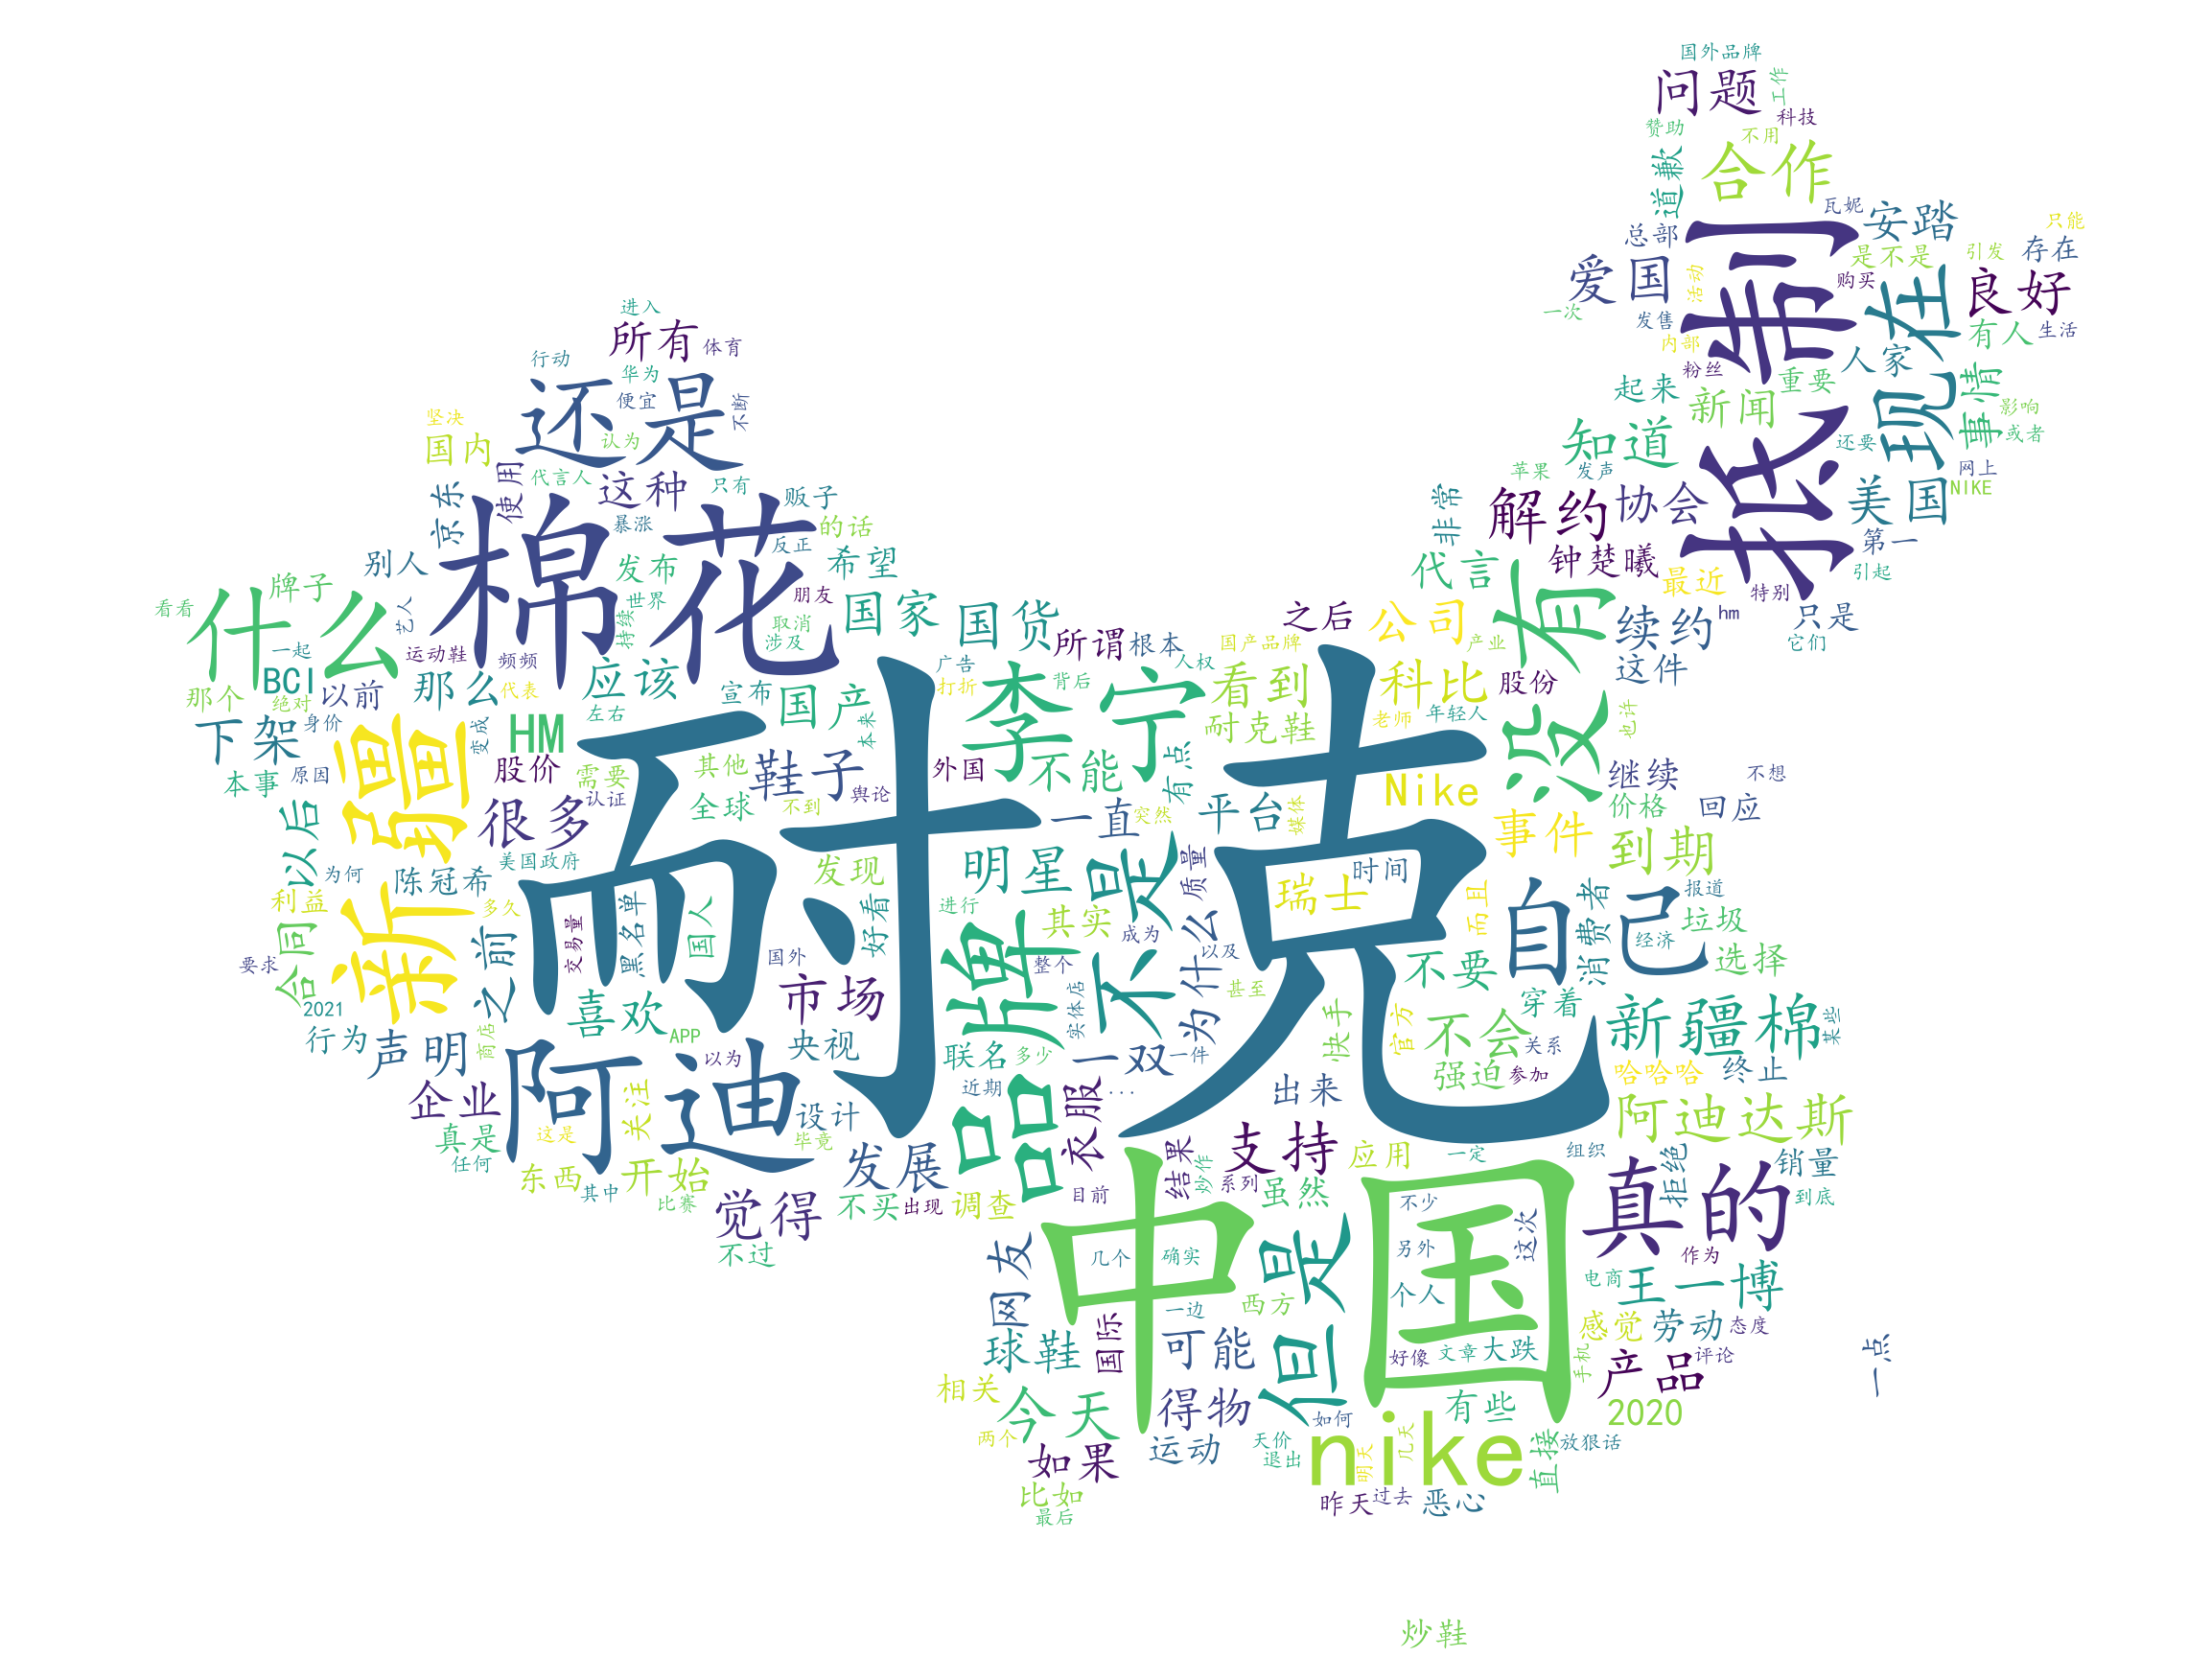 国外品牌
问题
工作
科技
赞助
不用
合作
道歉
瓦妮
安踏
只能
总部
抵制
是不是
引发
存在
爱国
活动
购买
良好
一次
发售
现在
有人
生活
内部
人家
粉丝
重要
事情
起来
新闻
影响
知道
或者
还要
苹果
发声
网上
NIKE
美国
进入
所有
体育
行动
还是
华为
便宜
不断
坚决
国内
认为
京东
使用
代言人
这种
只有
贩子
的话
非常
解约
协会
第一
棉花
暴涨
反正
别人
发布
希望
代言
钟楚曦
最近
特别
引起
什么
牌子
世界
朋友
国家
国货
没有
续约
hm
只是
看看
艺人
持续
取消
涉及
之后
公司
它们
一起
运动鞋
频频
应该
所谓
根本
国产品牌
产业
这件
BCI
以前
那么
代表
宣布
国产
广告
李宁
人权
看到
科比
股份
那个
绝对
打折
背后
下架
身价
变成
HM
左右
本来
耐克鞋
老师
年轻人
也许
新疆
股价
需要
其他
鞋子
外国
不能
有点
Nike
继续
不想
本事
原因
认证
全球
不到
舆论
耐克
一直
突然
平台
媒体
事件
价格
回应
以后
很多
美国政府
发现
明星
不是
质量
时间
到期
为何
陈冠希
好看
瑞士
而且
自己
消费者
报道
利益
多久
黑名单
国人
品牌
进行
其实
成为
为什么
垃圾
经济
合同
之前
交易量
国外
整个
以及
不要
选择
要求
市场
甚至
穿着
2021
喜欢
实体店
快手
官方
不会
新疆棉
某些
行为
声明
商店
APP
央视
联名
多少
一双
一件
关系
以为
近期
...
强迫
参加
哈哈哈
终止
企业
阿迪
关注
设计
衣服
出来
阿迪达斯
真是
这是
毕竟
任何
东西
其中
开始
比赛
发展
结果
支持
应用
一定
组织
炒作
拒绝
销量
觉得
不买
出现
调查
目前
系列
虽然
真的
到底
不过
中国
不少
网友
几个
确实
但是
另外
这次
作为
电商
王一博
国际
一边
西方
个人
感觉
劳动
态度
球鞋
可能
好像
文章
大跌
手机
产品
评论
一点
相关
今天
得物
有些
2020
两个
如何
如果
运动
天价
退出
nike
明天
几天
直接
放狠话
比如
最后
昨天
过去
恶心
炒鞋